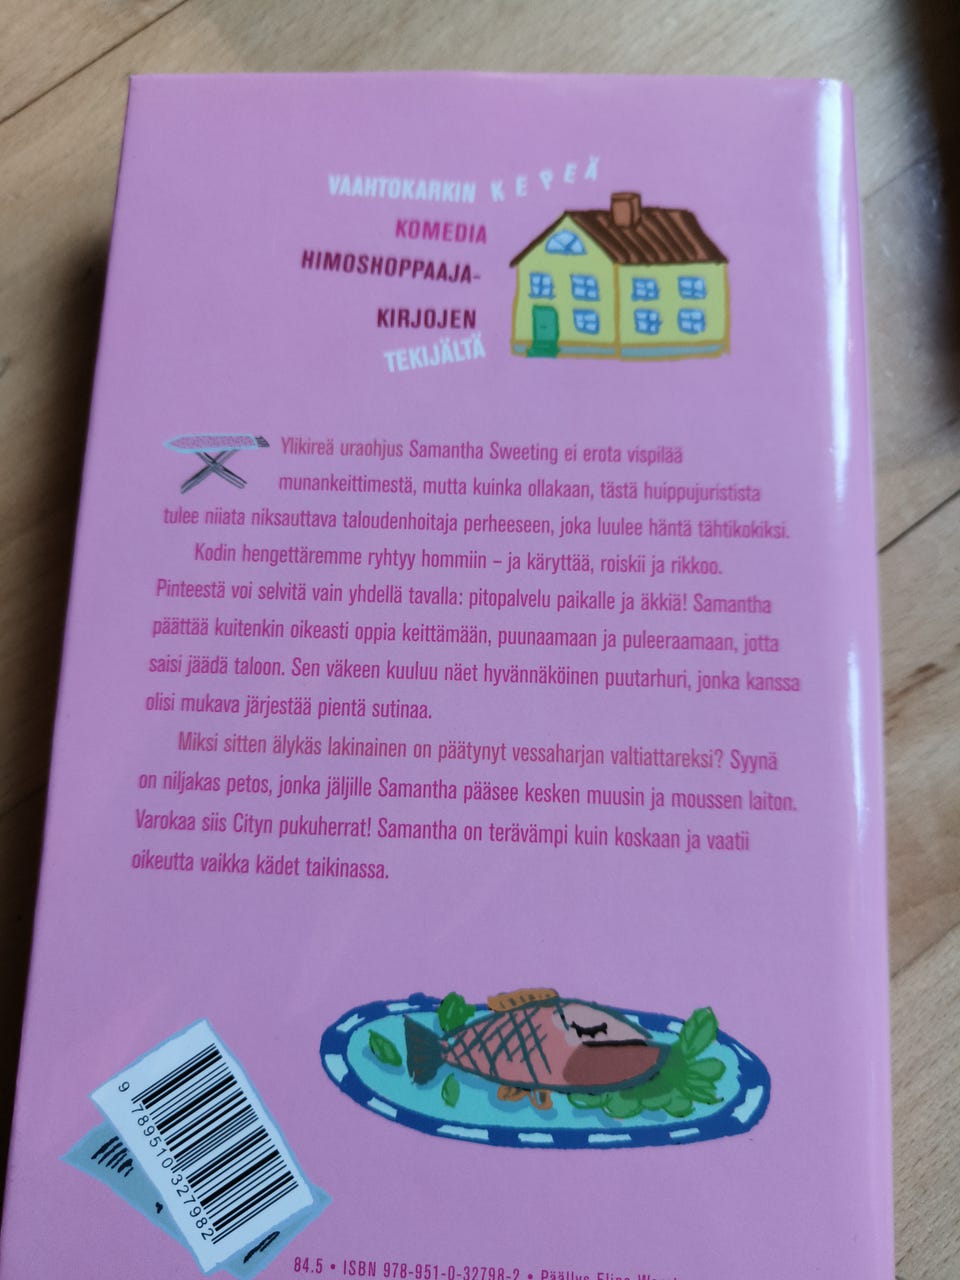 VAAHTOKARKIN KEPEÄ
KOMEDIA
HIMOSHOPPAAJA-
KIRJOJEN
TEKIJÄLTÄ
Ylikireä uraohjus Samantha Sweeting ei erota vispilää
munankeittimestä, mutta kuinka ollakaan, tästä huippujuristista
tulee niiata niksauttava taloudenhoitaja perheeseen, joka luulee häntä tähtikokiksi.
Kodin hengettäremme ryhtyy hommiin – ja käryttää, roiskii ja rikkoo.
Pinteestä voi selvitä vain yhdellä tavalla: pitopalvelu paikalle ja äkkiä! Samantha
päättää kuitenkin oikeasti oppia keittämään, puunaamaan ja puleeraamaan, jotta
saisi jäädä taloon. Sen väkeen kuuluu näet hyvännäköinen puutarhuri, jonka kanssa
olisi mukava järjestää pientä sutinaa.
Miksi sitten älykäs lakinainen on päätynyt vessaharjan valtiattareksi? Syynä
on niljakas petos, jonka jäljille Samantha pääsee kesken muusin ja moussen laiton.
Varokaa siis Cityn pukuherrat! Samantha on terävämpi kuin koskaan ja vaatii
oikeutta vaikka kädet taikinassa.
9 789510 327982
84.5 • ISBN 978-951-0-32798-2 • Päällys Elina